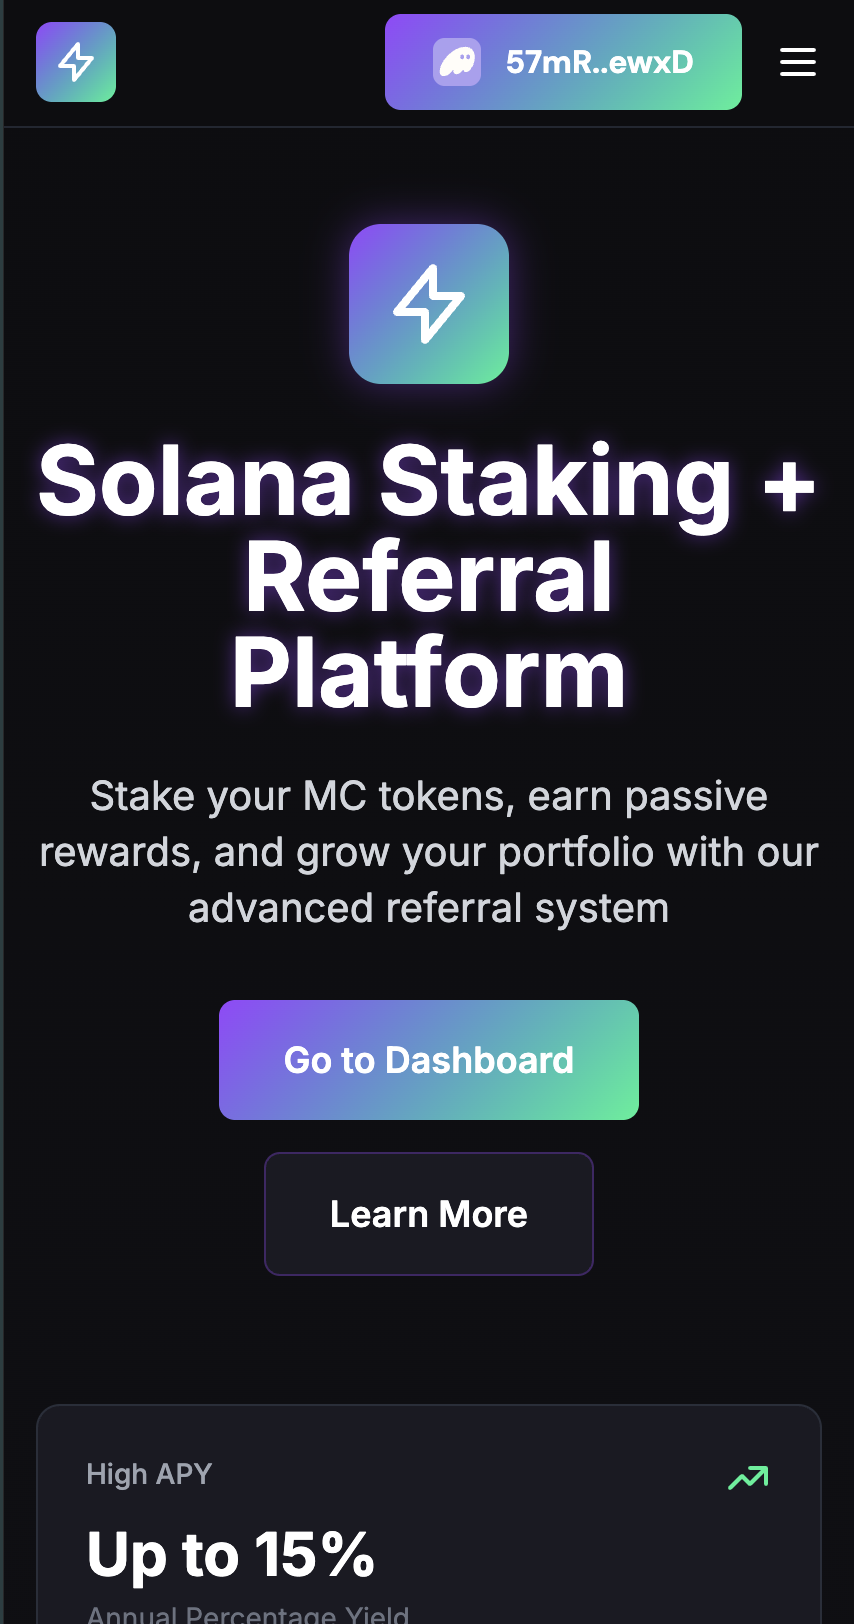 57mR..ewxD
Solana Staking +
Referral
Platform
Stake your MC tokens, earn passive
rewards, and grow your portfolio with our
advanced referral system
Go to Dashboard
Learn More
High APY
Up to 15%
Annual Percentage Yield